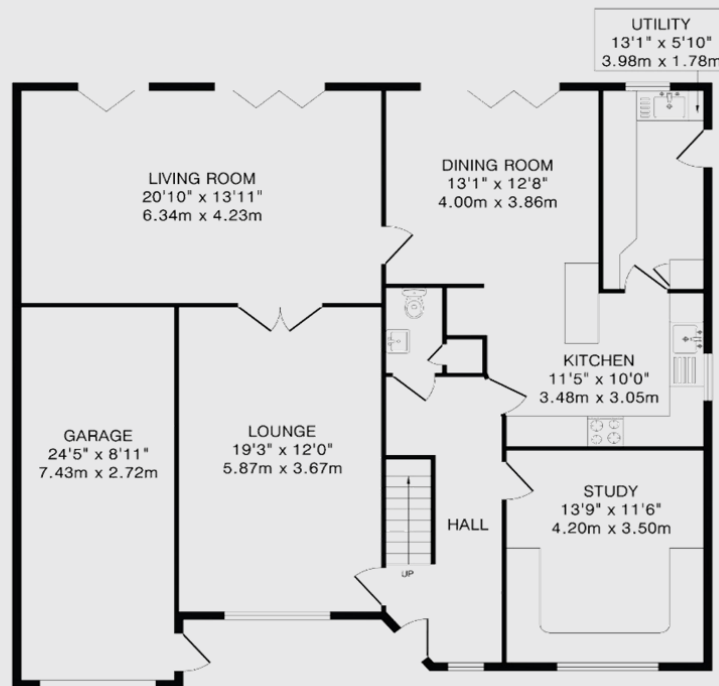 UTILITY
13'1" x 5'10"
3.98m x 1.78m
LIVING ROOM
20'10" x 13'11"
6.34m x 4.23m
DINING ROOM
13'1" x 12'8"
4.00m x 3.86m
KITCHEN
11'5" x 10'0"
3.48m x 3.05m
GARAGE
24'5" x 8'11"
7.43m x 2.72m
LOUNGE
19'3" x 12'0"
5.87m x 3.67m
STUDY
13'9" x 11'6"
4.20m x 3.50m
HALL
UP